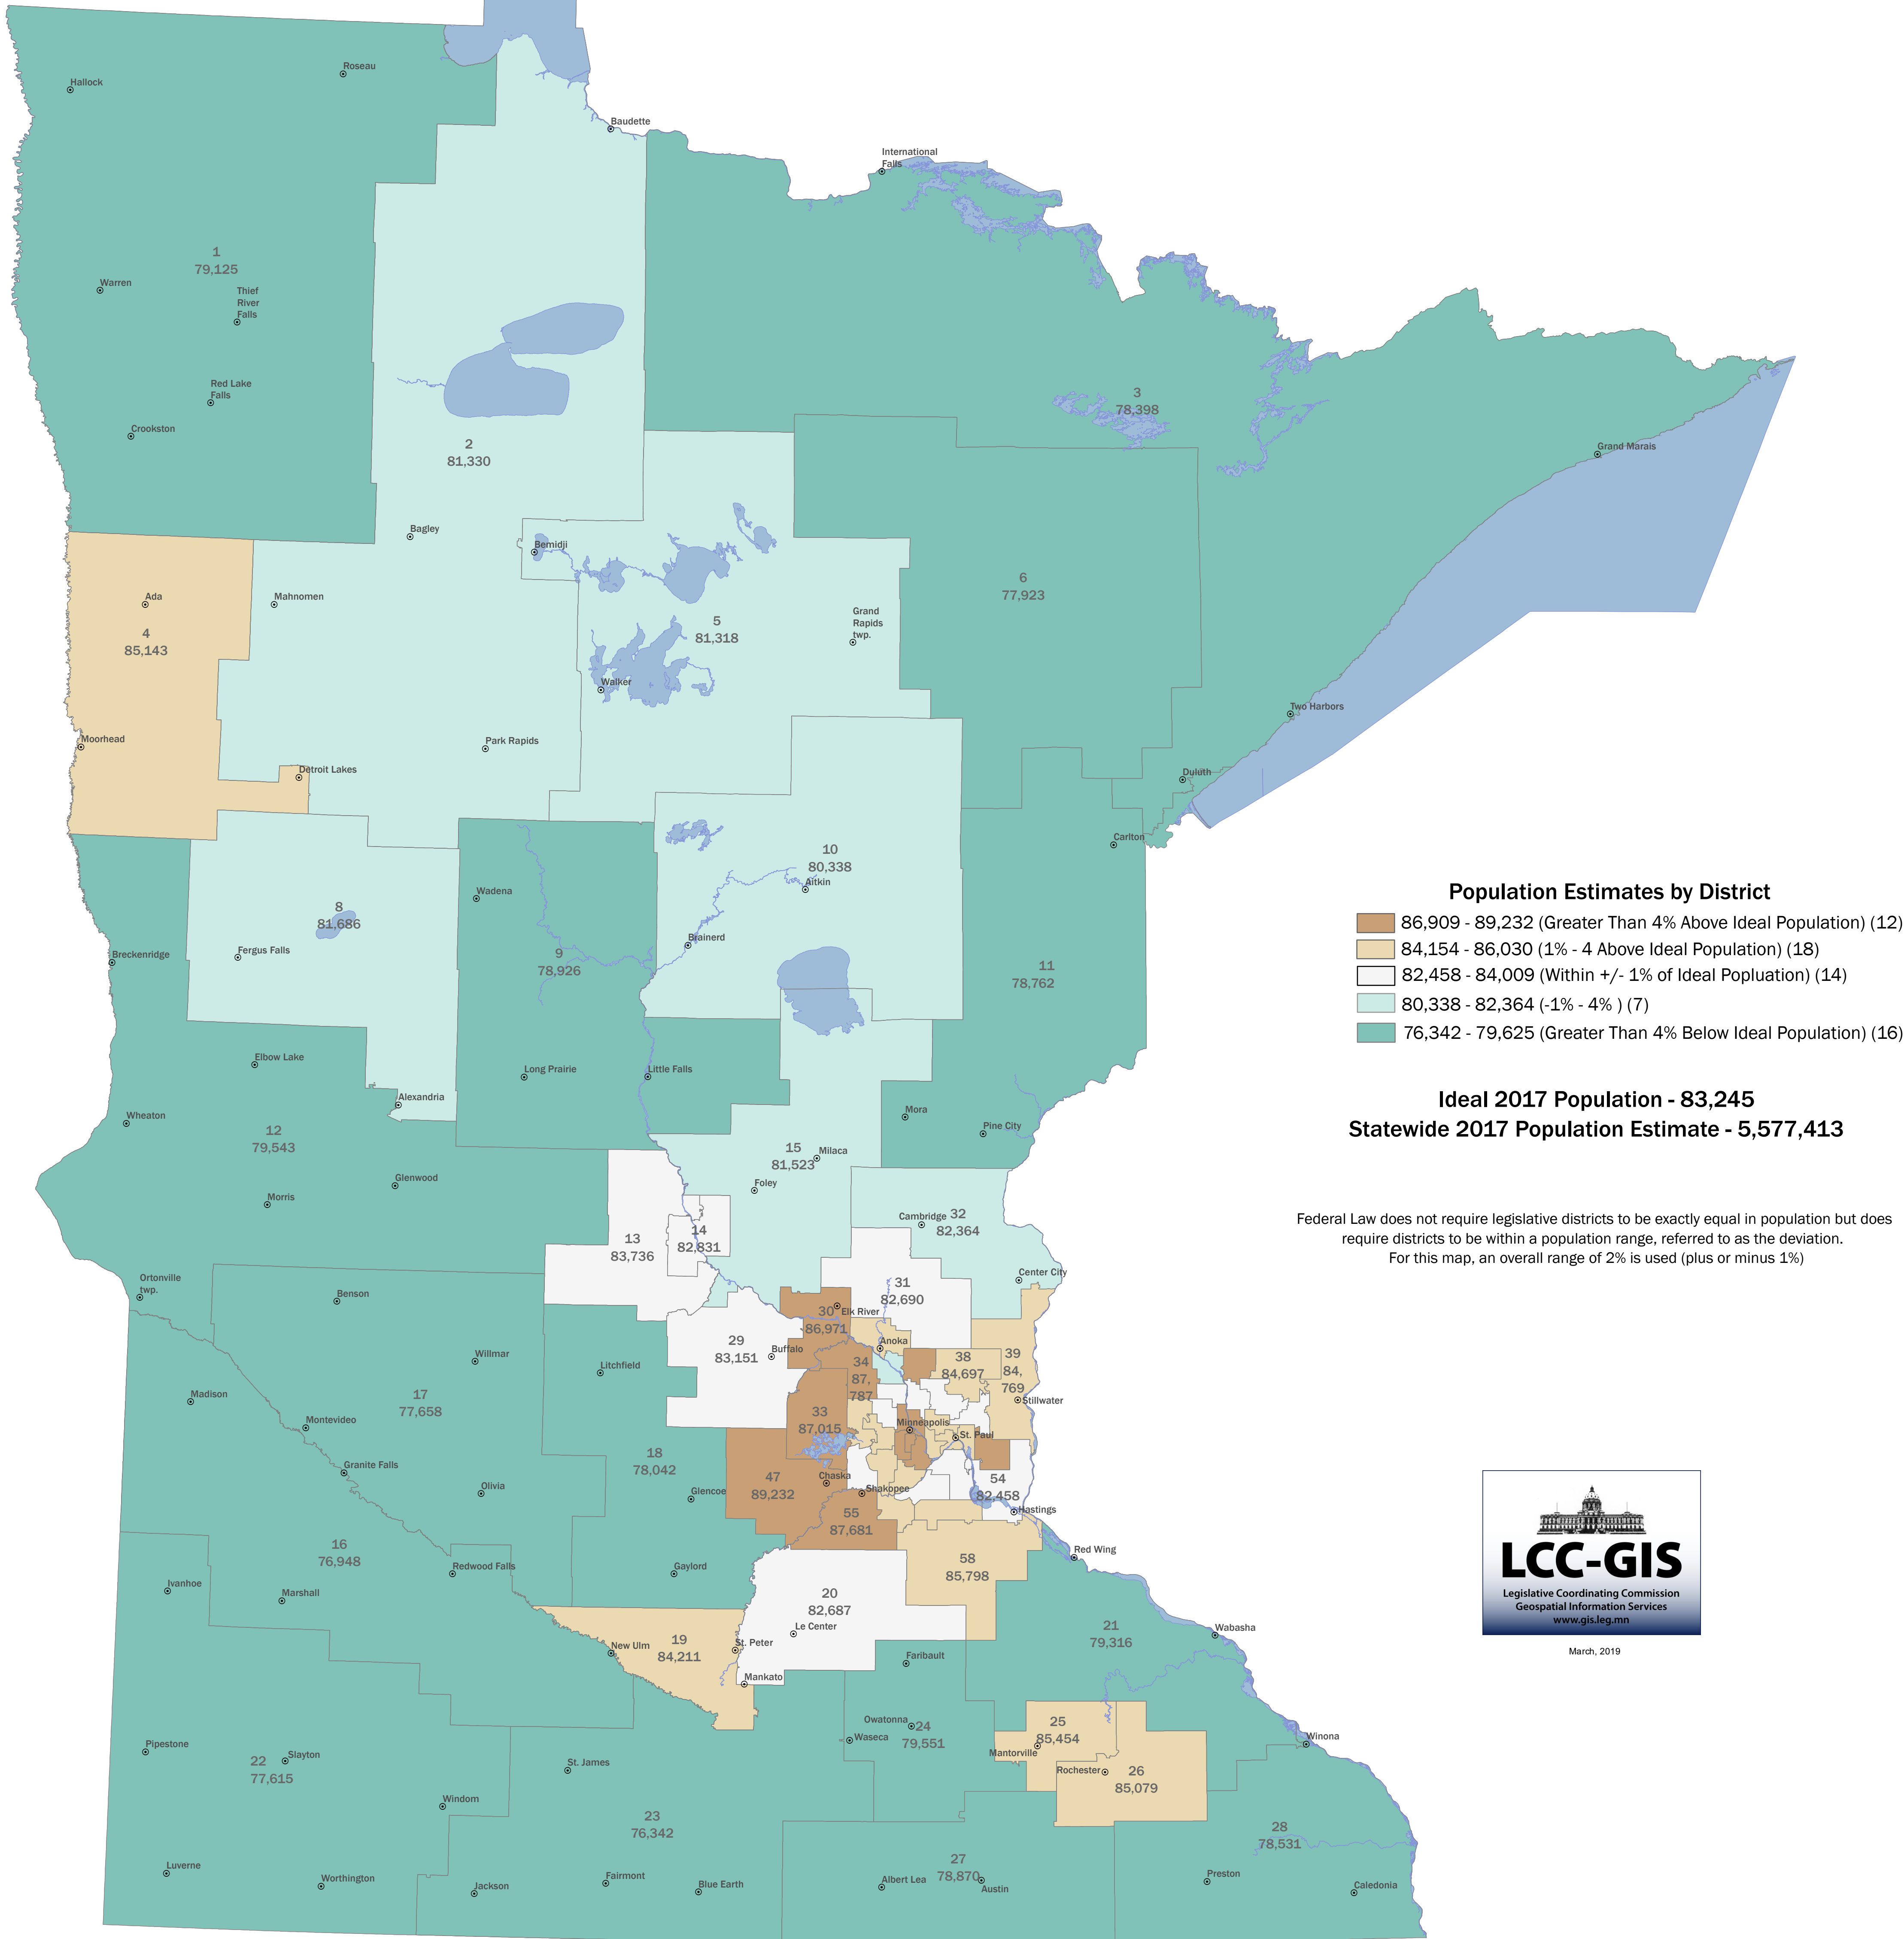 Roseau
Hallock
Baudette
International
Falls
1
79,125
Warren
Thief
River
Falls
Red Lake
Falls
Crookston
3
78,398
2
81,330
Grand Marais
Bagley
Bemidji
6
77,923
Ada
Mahnomen
4
85,143
Grand
Rapids
twp.
5
81,318
Walker
Two Harbors
Moorhead
Park Rapids
Detroit Lakes
Duluth
Carlton
10
80,338
Aitkin
Wadena
8
81,686
Fergus Falls
Brainerd
Breckenridge
9
78,926
11
78,762
Population Estimates by District
86,909 - 89,232 (Greater Than 4% Above Ideal Population) (12)
84,154 - 86,030 (1% - 4 Above Ideal Population) (18)
82,458 - 84,009 (Within +/- 1% of Ideal Popluation) (14)
80,338 - 82,364 (-1% - 4% ) (7)
76,342 - 79,625 (Greater Than 4% Below Ideal Population) (16)
Ideal 2017 Population - 83,245
Statewide 2017 Population Estimate - 5,577,413
Federal Law does not require legislative districts to be exactly equal in population but does
require districts to be within a population range, referred to as the deviation.
For this map, an overall range of 2% is used (plus or minus 1%)
Elbow Lake
Long Prairie
Little Falls
Alexandria
Wheaton
Mora
Pine City
12
79,543
15
81,523
Milaca
Glenwood
Foley
Morris
Cambridge
32
82,364
13
83,736
14
82,831
Center City
Ortonville
twp.
Benson
31
82,690
30
86,971
Elk River
29
83,151
Buffalo
Anoka
Willmar
Litchfield
34
87,
787
38
84,697
39
84,
769
Madison
17
77,658
Stillwater
Montevideo
33
87,015
Minneapolis
St. Paul
Granite Falls
18
78,042
Olivia
Glencoe
47
89,232
Chaska
Shakopee
54
82,458
Hastings
55
87,681
16
76,948
Redwood Falls
Gaylord
58
85,798
Red Wing
Ivanhoe
Marshall
20
82,687
Le Center
21
79,316
Wabasha
New Ulm
19
84,211
St. Peter
Faribault
Mankato
LCC-GIS
Legislative Coordinating Commission
Geospatial Information Services
www.gis.leg.mn
March, 2019
Pipestone
22
77,615
Slayton
St. James
Owatonna
24
79,551
Waseca
25
85,454
Mantorville
Rochester
26
85,079
Winona
Windom
23
76,342
28
78,531
Luverne
Worthington
Jackson
Fairmont
Blue Earth
27
78,870
Albert Lea
Austin
Preston
Caledonia